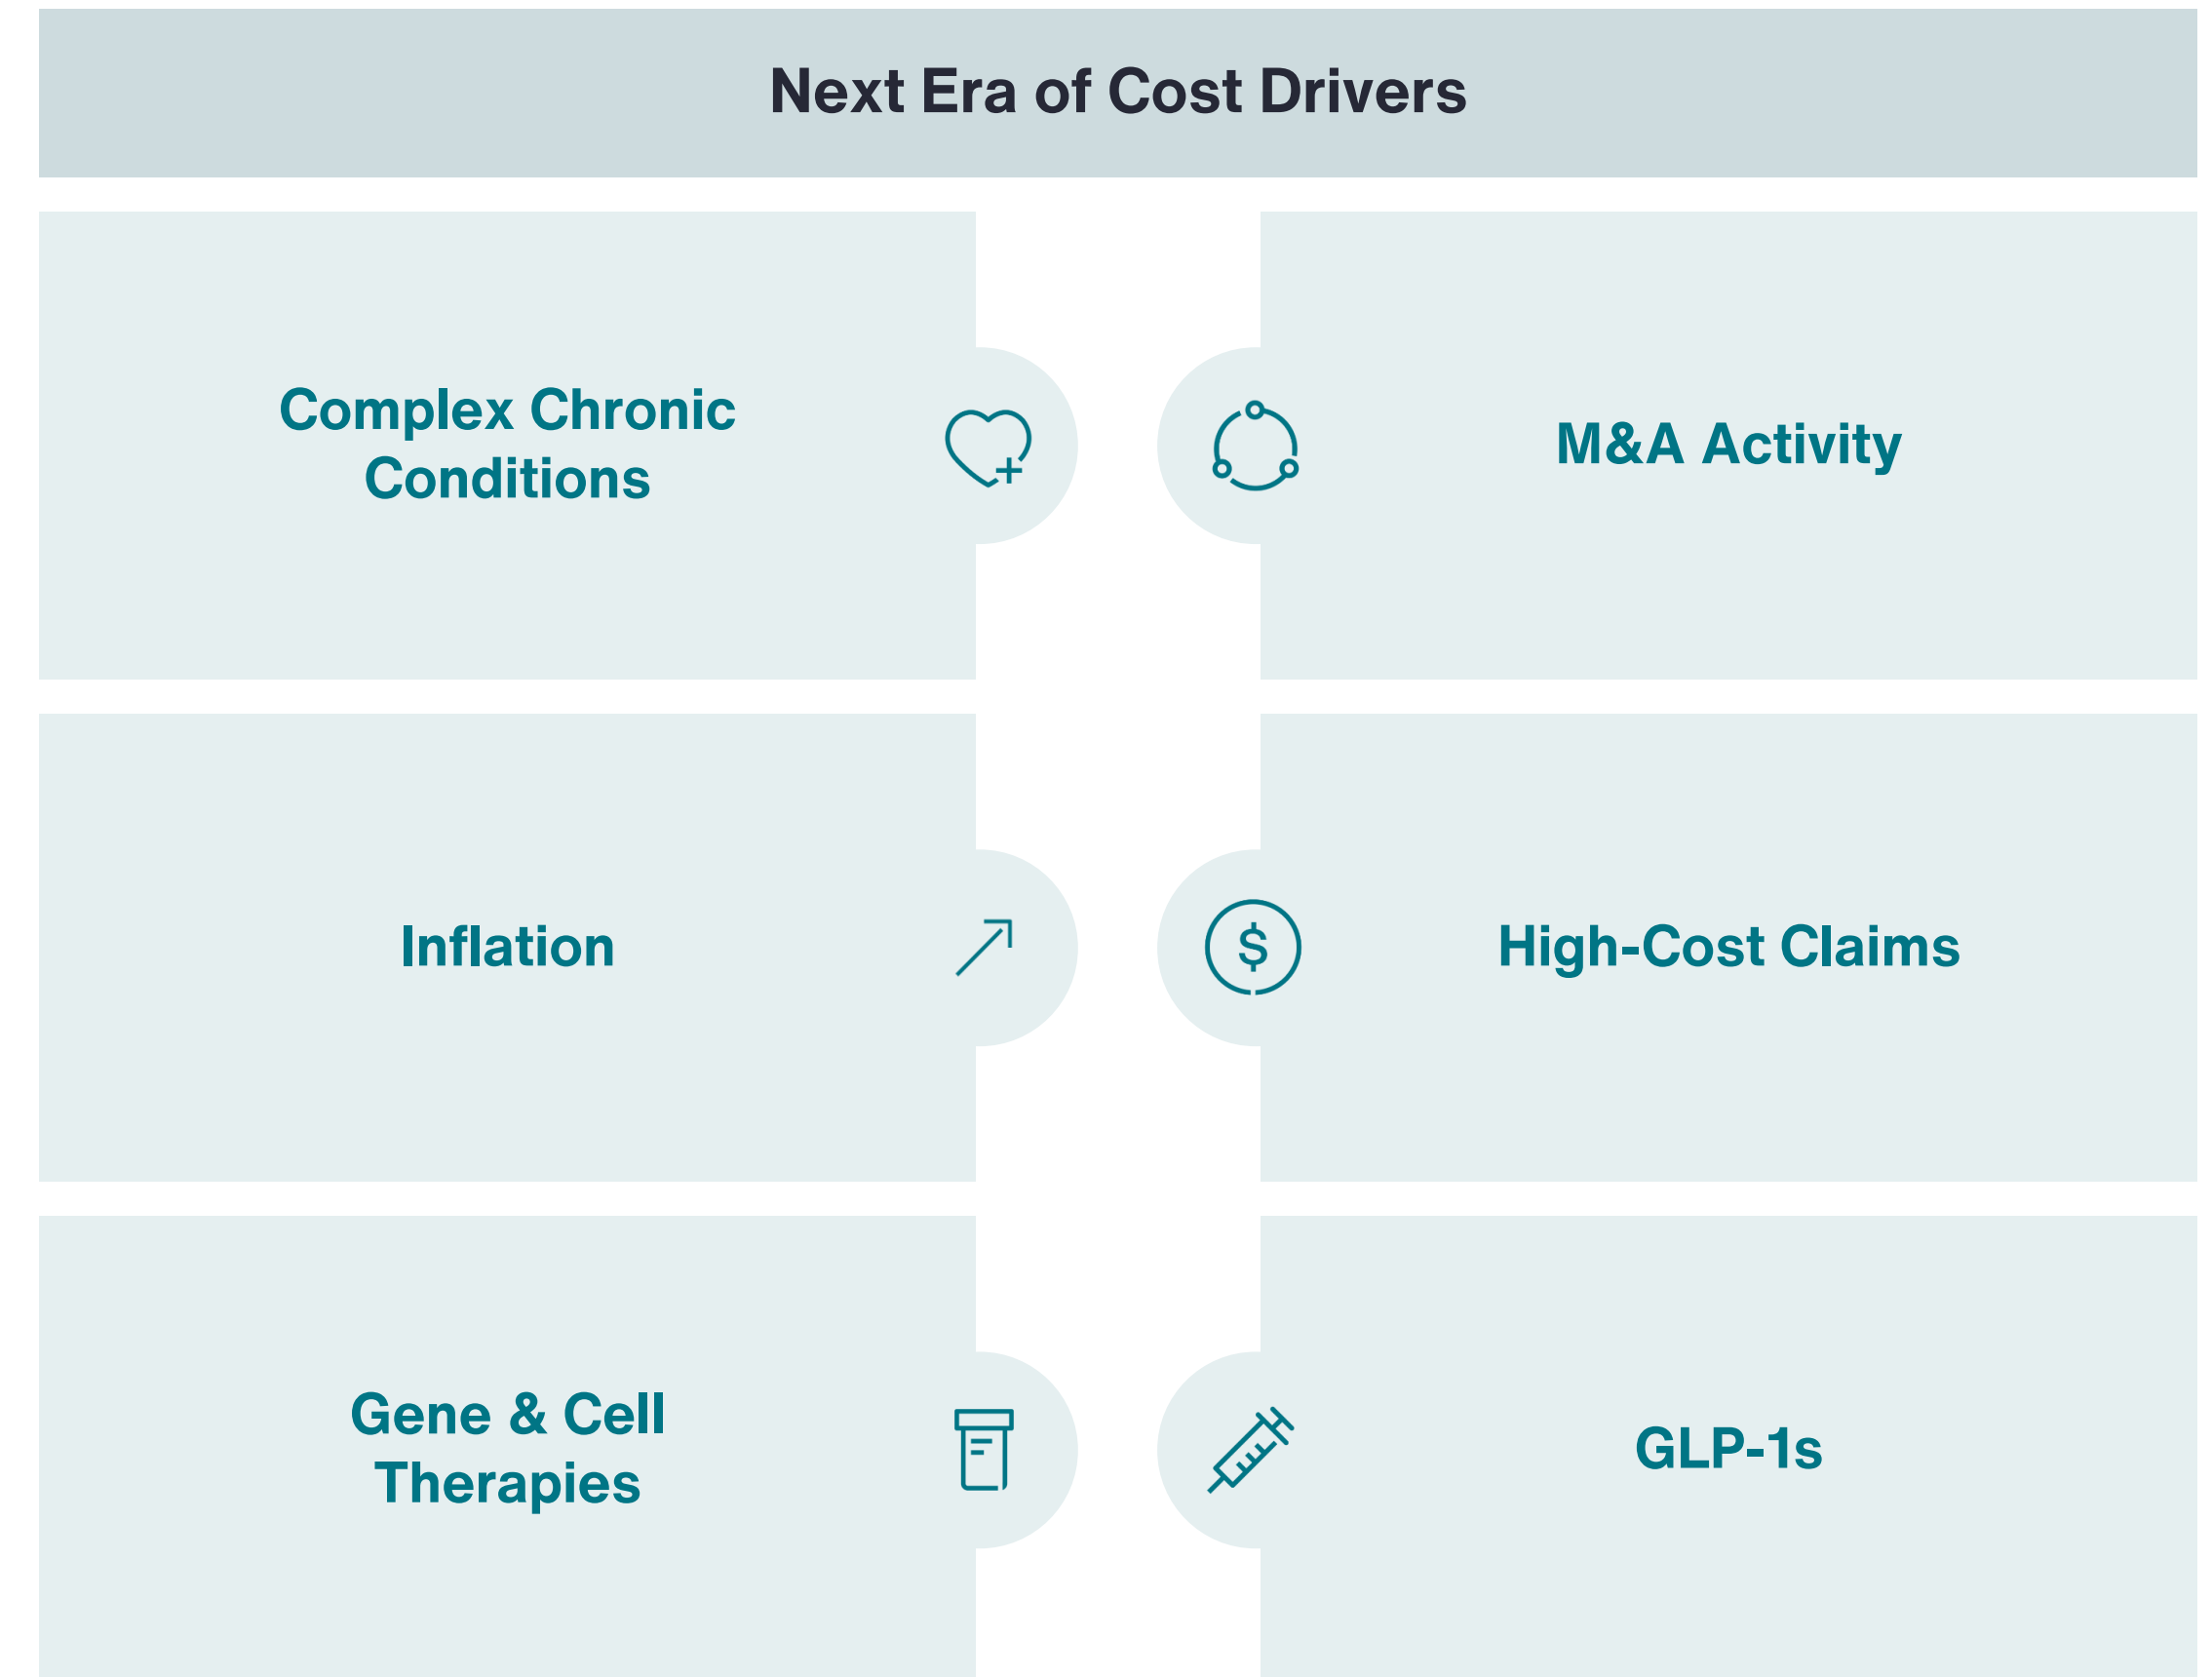 Next Era of Cost Drivers
Complex Chronic
Conditions
M&A Activity
Inflation
$
High-Cost Claims
Gene & Cell
Therapies
GLP-1s